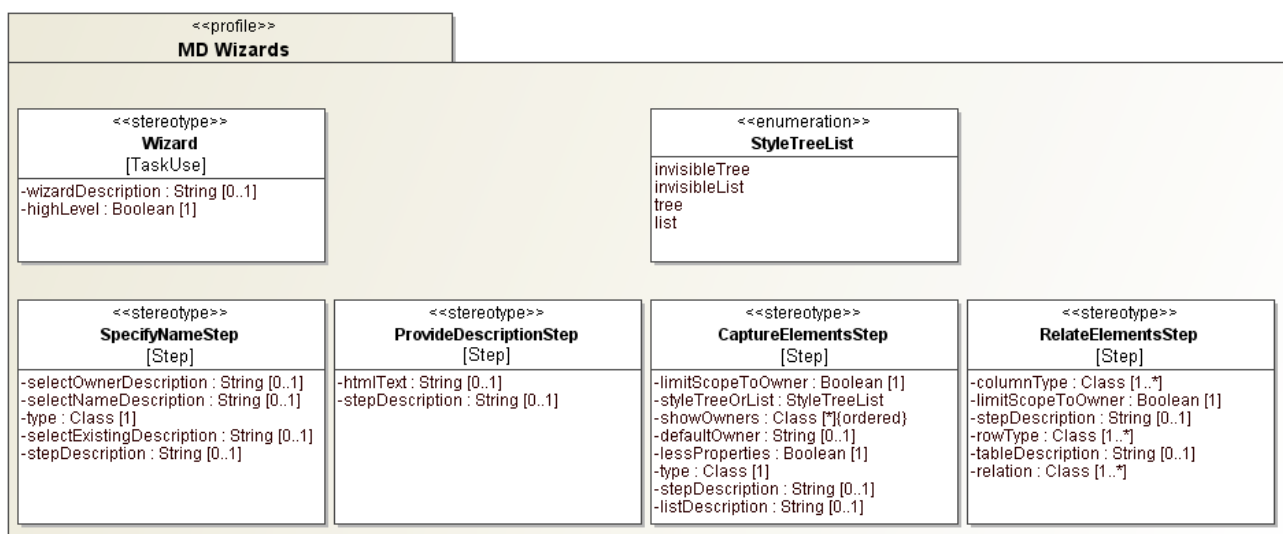 <<profile>>
MD Wizards
<<stereotype>>
Wizard
[TaskUse]
-wizardDescription : String [0..1]
-highLevel : Boolean [1]
<<enumeration>>
StyleTreeList
invisibleTree
invisibleList
tree
list
<<stereotype>>
SpecifyNameStep
[Step]
-selectOwnerDescription : String [0..1]
-selectNameDescription : String [0..1]
-type : Class [1]
-selectExistingDescription : String [0..1]
-stepDescription : String [0..1]
<<stereotype>>
ProvideDescriptionStep
[Step]
-htmlText : String [0..1]
-stepDescription : String [0..1]
<<stereotype>>
CaptureElementsStep
[Step]
-limitScopeToOwner : Boolean [1]
-styleTreeOrList : StyleTreeList
-showOwners : Class [*]{ordered}
-defaultOwner : String [0..1]
-lessProperties : Boolean [1]
-type : Class [1]
-stepDescription : String [0..1]
-listDescription : String [0..1]
<<stereotype>>
RelateElementsStep
[Step]
-columnType : Class [1..*]
-limitScopeToOwner : Boolean [1]
-stepDescription : String [0..1]
-rowType : Class [1..*]
-tableDescription : String [0..1]
-relation : Class [1..*]